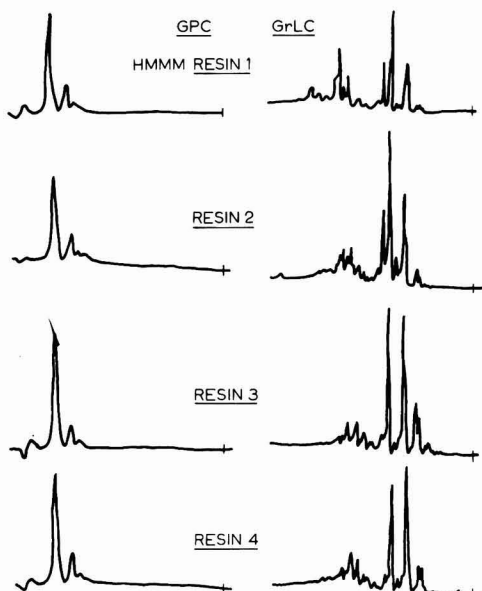 GPC GrLC
HMMM RESIN 1
RESIN 2
RESIN 3
RESIN 4